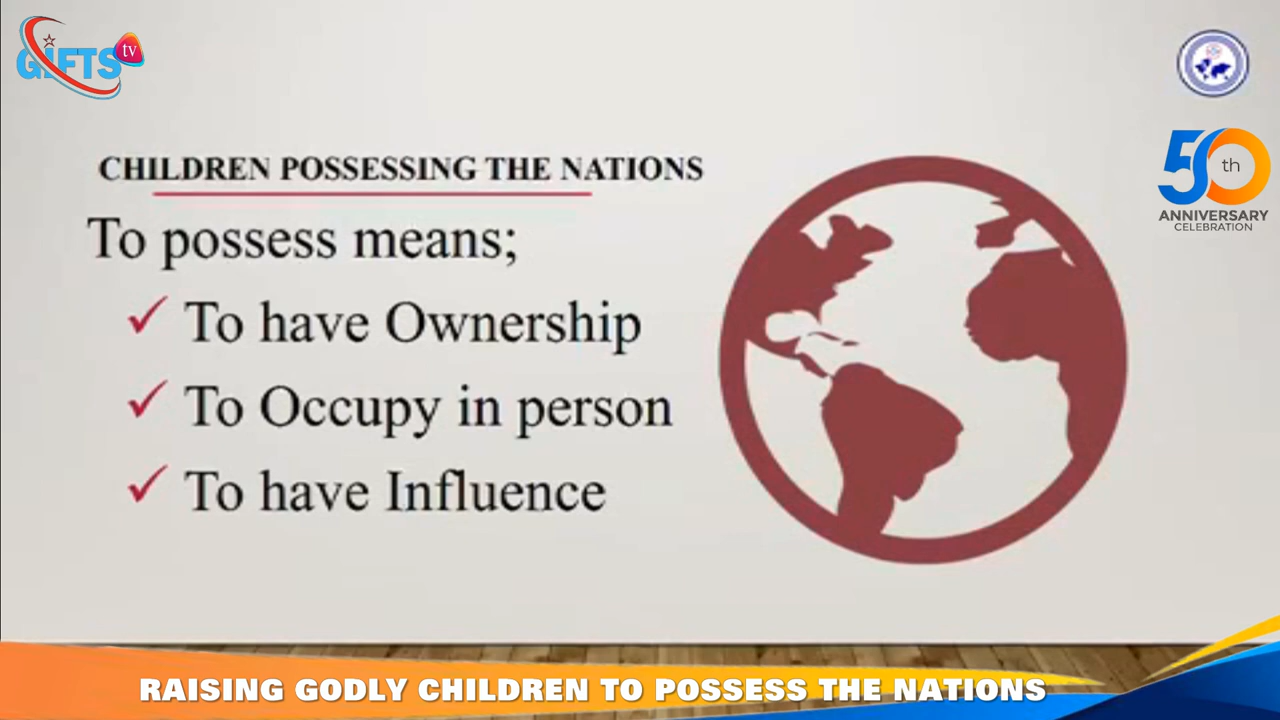 GIFTS tv
50th
ANNIVERSARY
CELEBRATION
CHILDREN POSSESSING THE NATIONS
To possess means;
✓ To have Ownership
✓ To Occupy in person
✓ To have Influence
RAISING GODLY CHILDREN TO POSSESS THE NATIONS